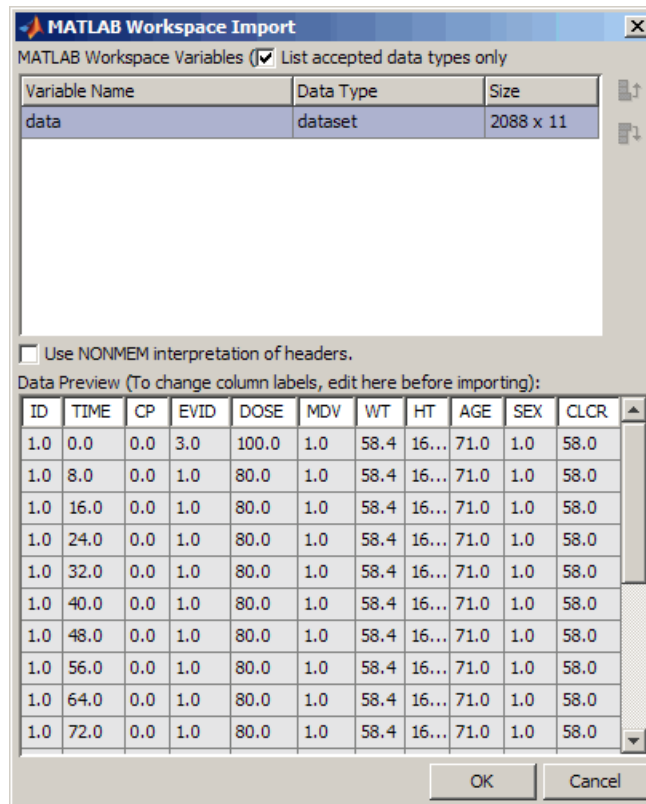 MATLAB Workspace Import
MATLAB Workspace Variables ( List accepted data types only
Variable Name Data Type Size
data dataset 2088 x 11
Use NONMEM interpretation of headers.
Data Preview (To change column labels, edit here before importing):
ID TIME CP EVID DOSE MDV WT HT AGE SEX CLCR
1.0 0.0 0.0 3.0 100.0 1.0 58.4 16... 71.0 1.0 58.0
1.0 8.0 0.0 1.0 80.0 1.0 58.4 16... 71.0 1.0 58.0
1.0 16.0 0.0 1.0 80.0 1.0 58.4 16... 71.0 1.0 58.0
1.0 24.0 0.0 1.0 80.0 1.0 58.4 16... 71.0 1.0 58.0
1.0 32.0 0.0 1.0 80.0 1.0 58.4 16... 71.0 1.0 58.0
1.0 40.0 0.0 1.0 80.0 1.0 58.4 16... 71.0 1.0 58.0
1.0 48.0 0.0 1.0 80.0 1.0 58.4 16... 71.0 1.0 58.0
1.0 56.0 0.0 1.0 80.0 1.0 58.4 16... 71.0 1.0 58.0
1.0 64.0 0.0 1.0 80.0 1.0 58.4 16... 71.0 1.0 58.0
1.0 72.0 0.0 1.0 80.0 1.0 58.4 16... 71.0 1.0 58.0
OK Cancel